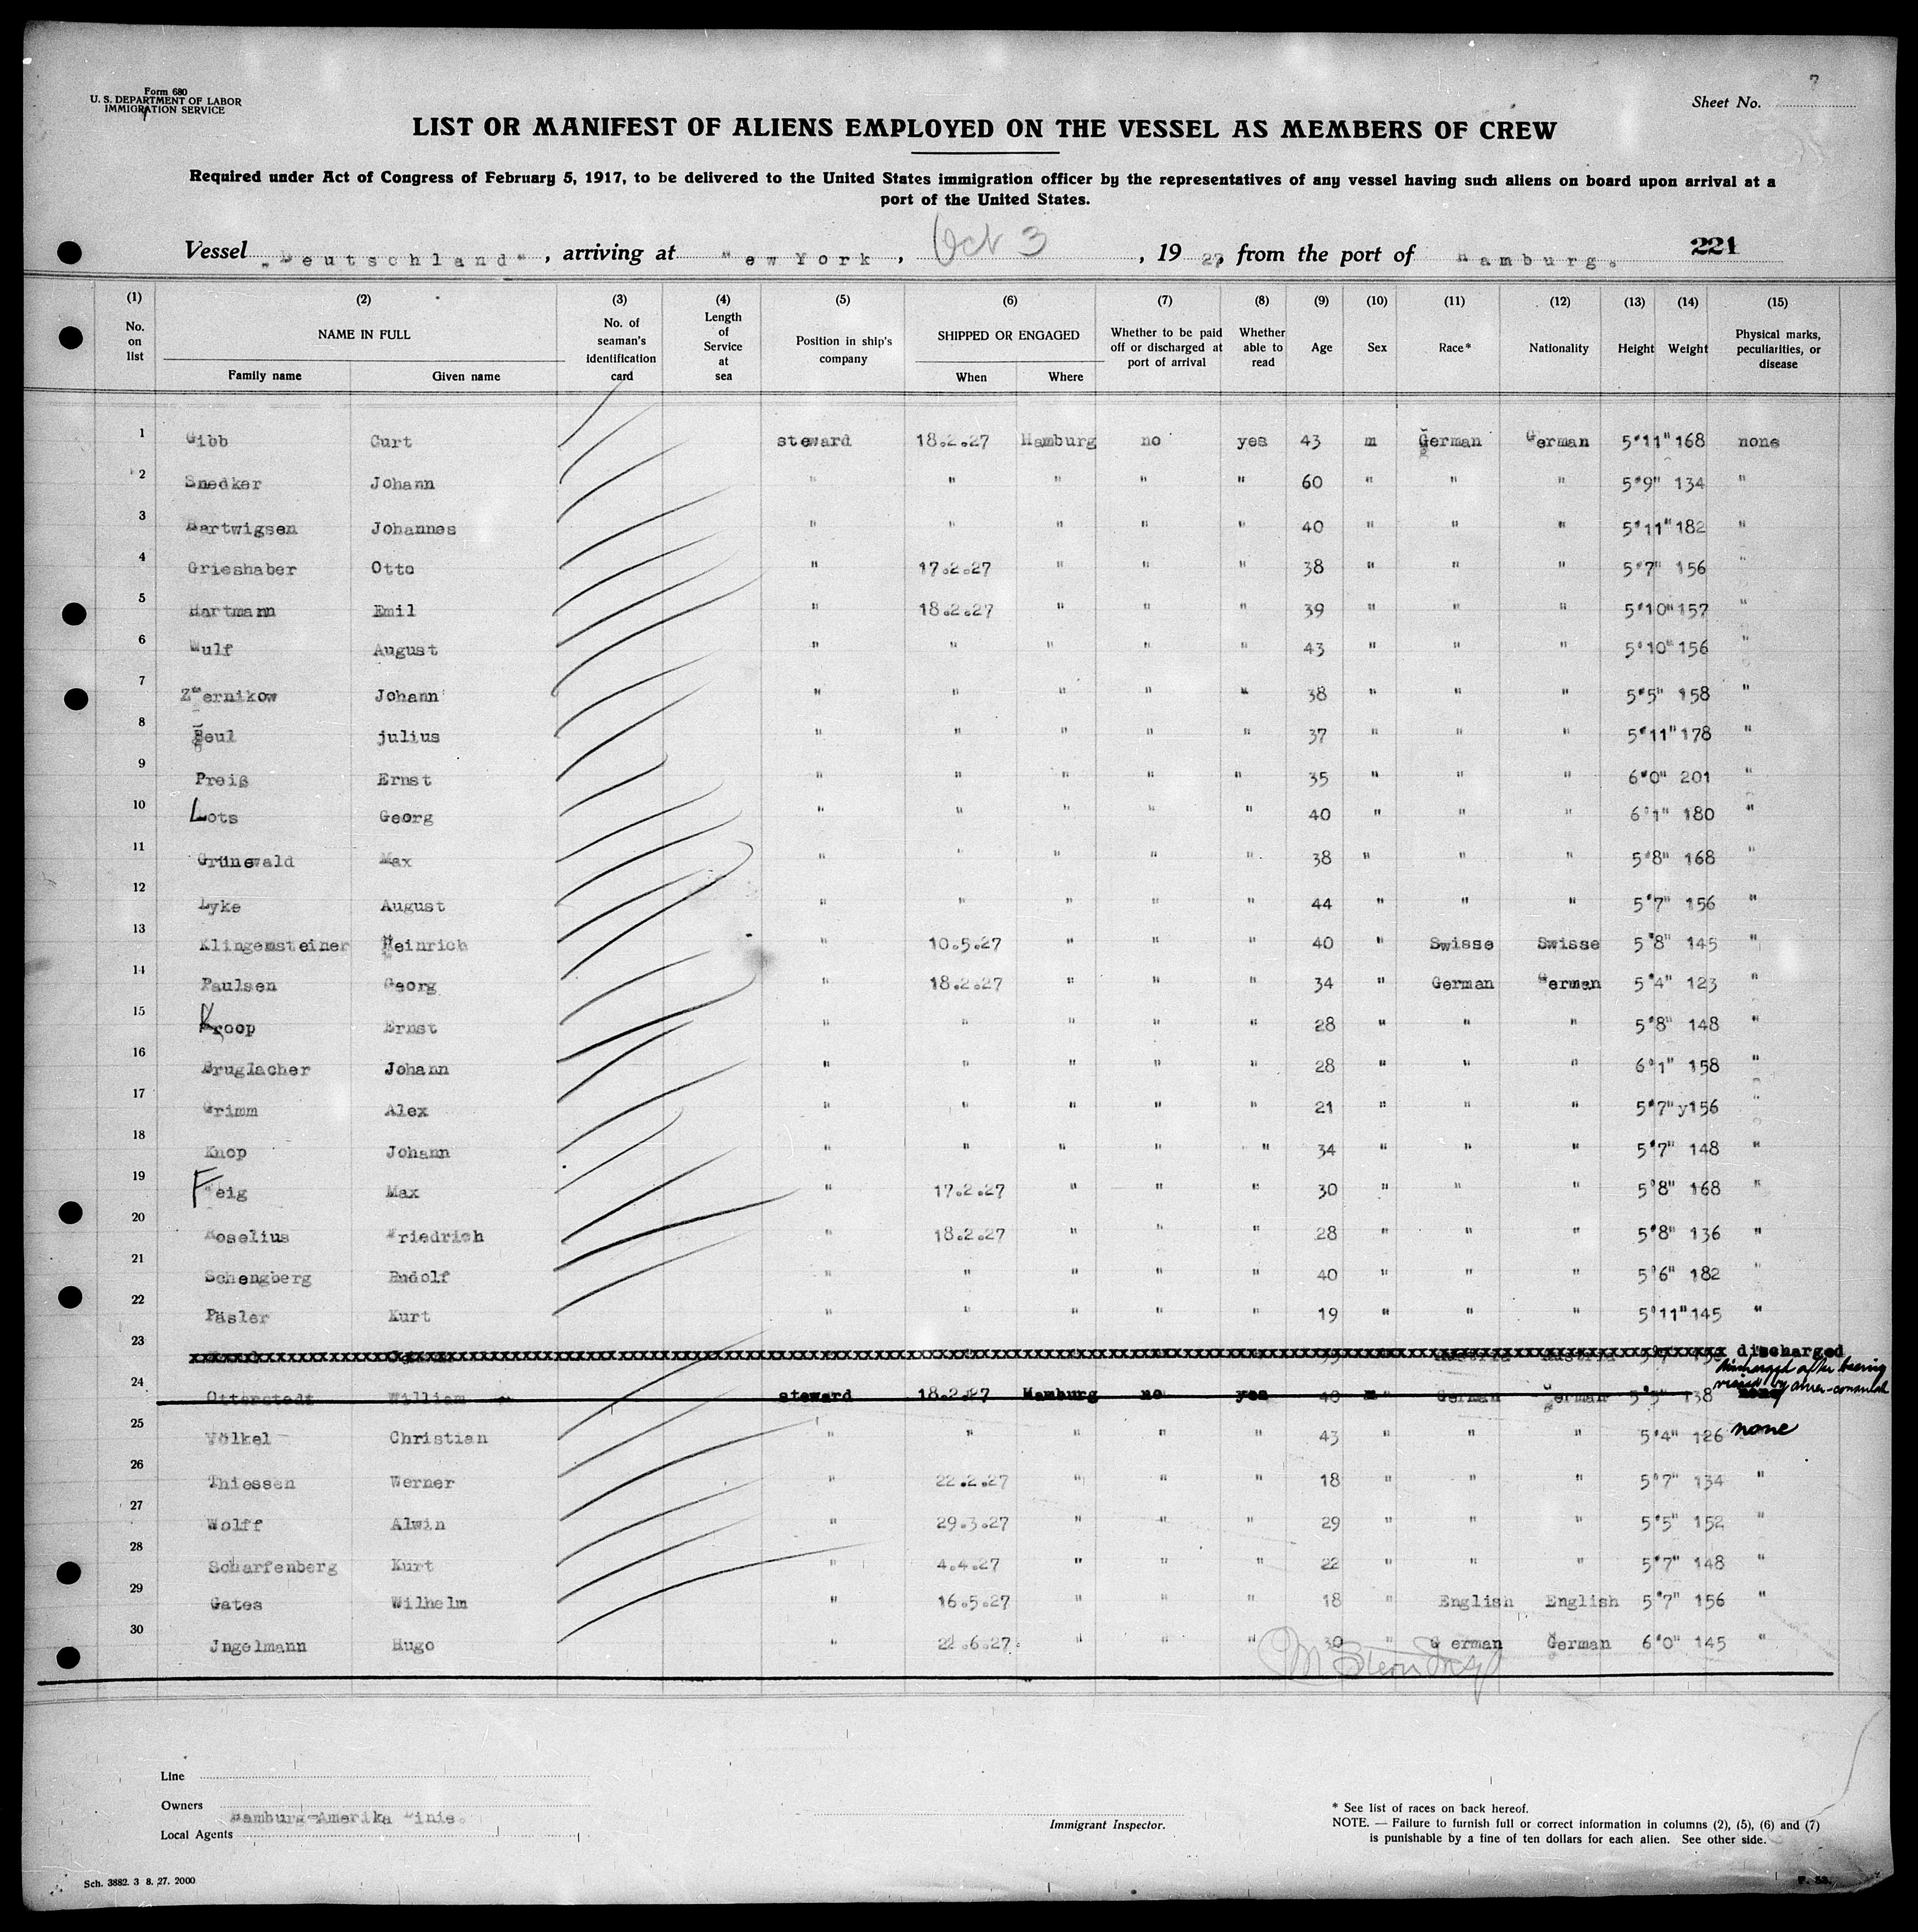 Form 680
U. S. DEPARTMENT OF LABOR
IMMIGRATION SERVICE
Sheet No. 7
LIST OR MANIFEST OF ALIENS EMPLOYED ON THE VESSEL AS MEMBERS OF CREW
Required under Act of Congress of February 5, 1917, to be delivered to the United States immigration officer by the representatives of any vessel having such aliens on board upon arrival at a
port of the United States.
Vessel "Deutschland", arriving at New York, Oct 3, 1927, from the port of Hamburg. 221
(1) (2) (3) (4) (5) (6) (7) (8) (9) (10) (11) (12) (13) (14) (15)
No. on list NAME IN FULL Family name Given name No. of seaman's identification card Length of Service at sea Position in ship's company SHIPPED OR ENGAGED When Where Whether to be paid off or discharged at port of arrival Whether able to read Age Sex Race* Nationality Height Weight Physical marks, peculiarities, or disease
1 Gibb Curt steward 18.2.27 Hamburg no yes 43 m German German 5'11" 168 none
2 Snedker Johann " " " " " 60 " " " 5'9" 134 "
3 Hartwigsen Johannes " " " " " 40 " " " 5'11" 182 "
4 Grieshaber Otto " 17.2.27 " " " 38 " " " 5'7" 156 "
5 Hartmann Emil " 18.2.27 " " " 39 " " " 5'10" 157 "
6 Wulf August " " " " " 43 " " " 5'10" 156 "
7 Zernikow Johann " " " " " 38 " " " 5'5" 158 "
8 Beul julius " " " " " 37 " " " 5'11" 178 "
9 Preiß Ernst " " " " " 35 " " " 6'0" 201 "
10 Lots Georg " " " " " 40 " " " 6'1" 180 "
11 Grünewald Max " " " " " 38 " " " 5'8" 168 "
12 Lyke August " " " " " 44 " " " 5'7" 156 "
13 Klingemsteiner Heinrich " 10.5.27 " " " 40 " Swisse Swisse 5'8" 145 "
14 Paulsen Georg " 18.2.27 " " " 34 " German German 5'4" 123 "
15 Kroop Ernst " " " " " 28 " " " 5'8" 148 "
16 Bruglacher Johann " " " " " 28 " " " 6'1" 158 "
17 Grimm Alex " " " " " 21 " " " 5'7" y156 "
18 Knop Johann " " " " " 34 " " " 5'7" 148 "
19 Feig Max " 17.2.27 " " " 30 " " " 5'8" 168 "
20 Roselius Friedrich " 18.2.27 " " " 28 " " " 5'8" 136 "
21 Schengberg Rudolf " " " " " 40 " " " 5'6" 182 "
22 Päsler Kurt " " " " " 19 " " " 5'11" 145 "
23 discharged
24 Otterstedt William steward 18.2.27 Hamburg no yes 40 m German German 5'5" 138 discharged after beeing
25 Völkel Christian " " " " " 43 " " " 5'4" 126 none
26 Thiessen Werner " 22.2.27 " " " 18 " " " 5'7" 134 "
27 Wolff Alwin " 29.3.27 " " " 29 " " " 5'5" 152 "
28 Scharfenberg Kurt " 4.4.27 " " " 22 " " " 5'7" 148 "
29 Gates Wilhelm " 16.5.27 " " " 18 " English English 5'7" 156 "
30 Jngelmann Hugo " 22.6.27. " " " 30 " German German 6'0" 145 "
Line
Owners Hamburg-Amerika Linie.
Local Agents
Immigrant Inspector.
* See list of races on back hereof.
NOTE. — Failure to furnish full or correct information in columns (2), (5), (6) and (7)
is punishable by a fine of ten dollars for each alien. See other side.
Sch. 3882. 3 8. 27. 2000